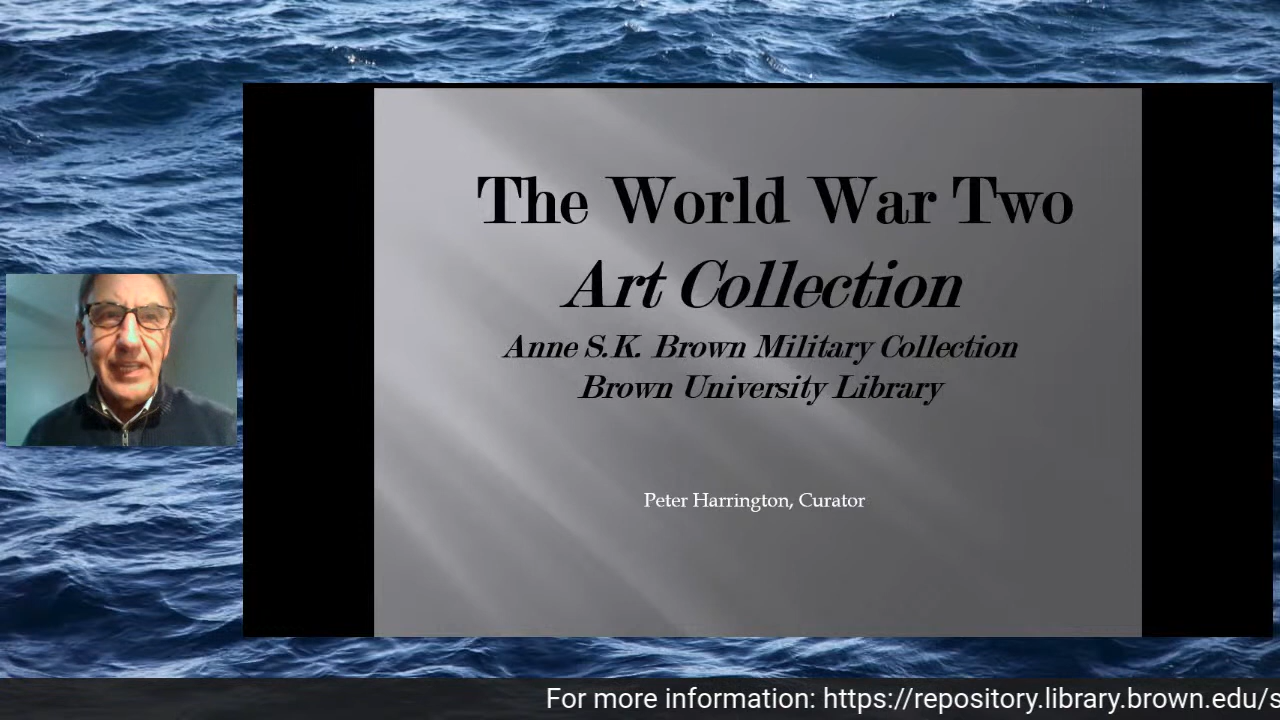 The World War Two
Art Collection
Anne S.K. Brown Military Collection
Brown University Library
Peter Harrington, Curator
For more information: https://repository.library.brown.edu/s